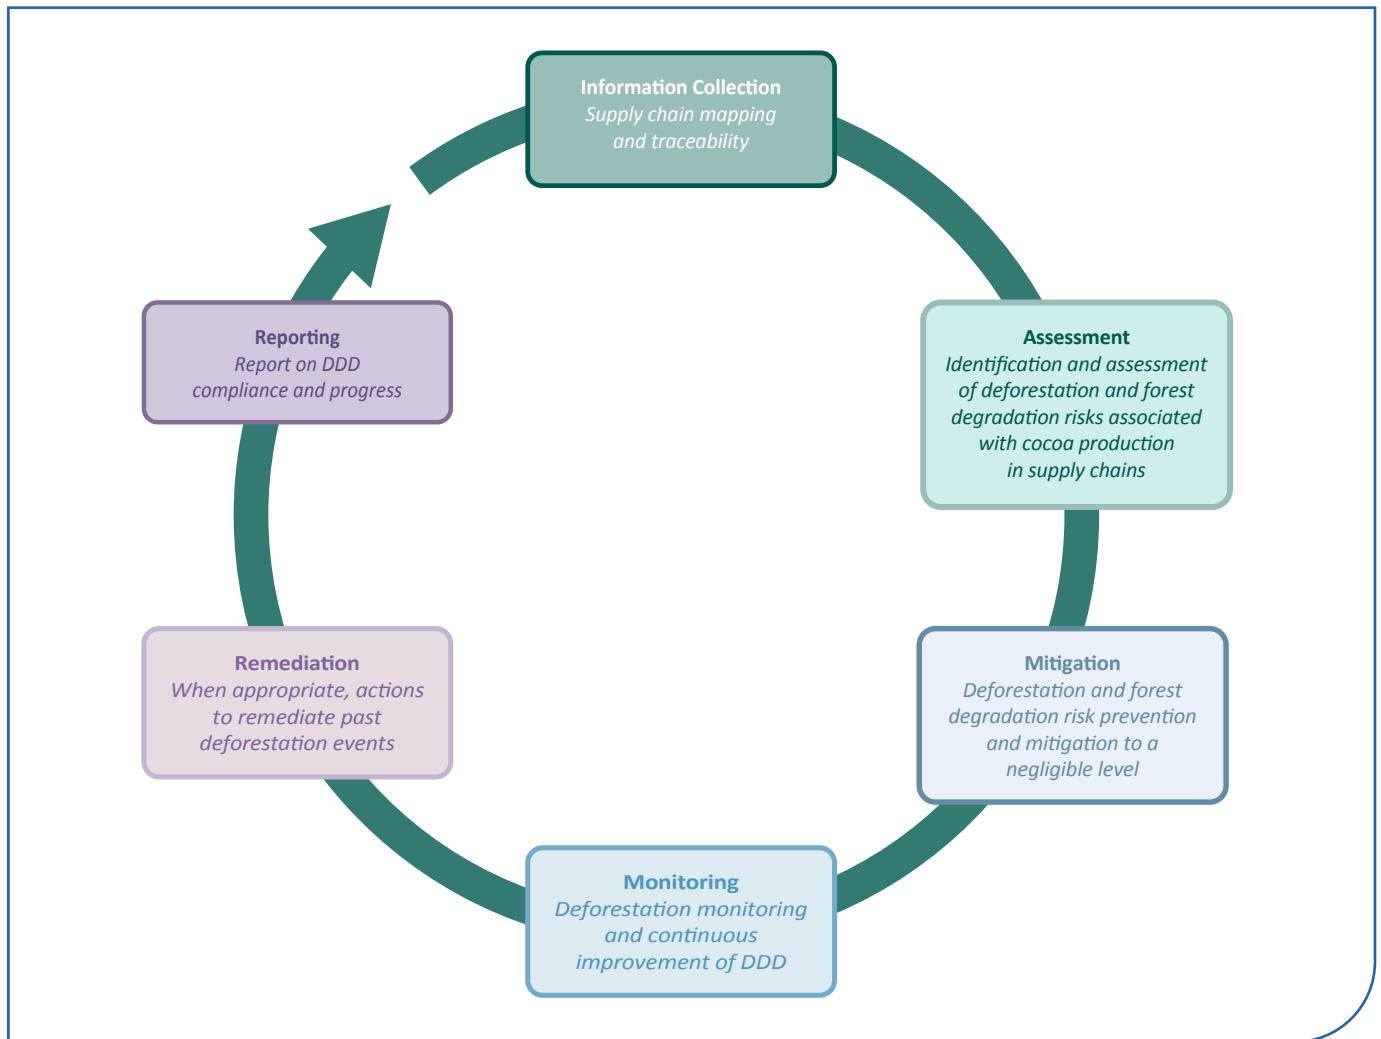 Information Collection
Supply chain mapping
and traceability
Assessment
Identification and assessment
of deforestation and forest
degradation risks associated
with cocoa production
in supply chains
Mitigation
Deforestation and forest
degradation risk prevention
and mitigation to a
negligible level
Monitoring
Deforestation monitoring
and continuous
improvement of DDD
Remediation
When appropriate, actions
to remediate past
deforestation events
Reporting
Report on DDD
compliance and progress